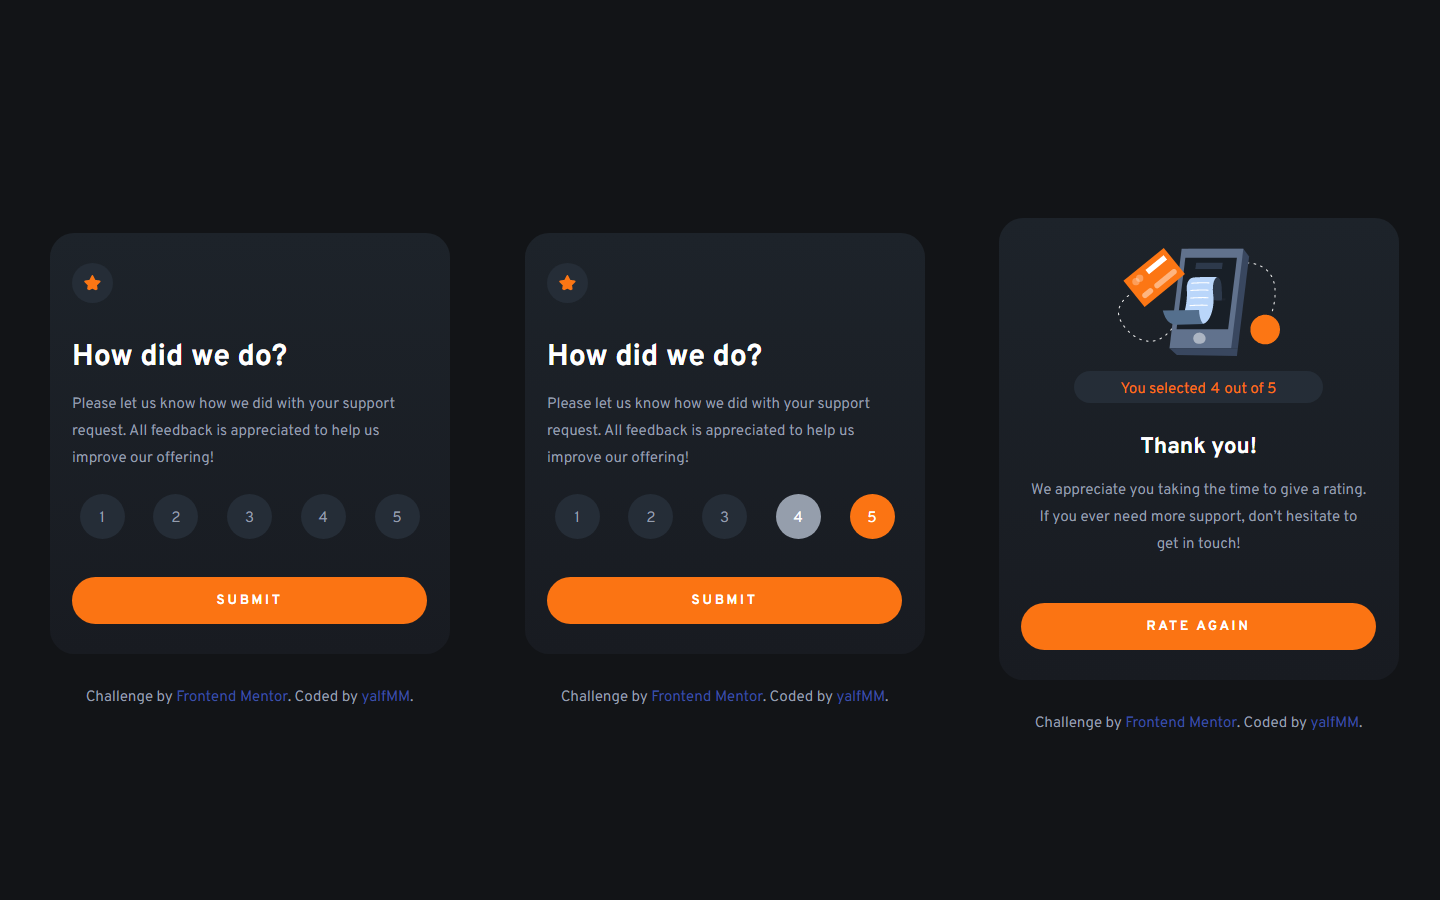 How did we do?
Please let us know how we did with your support
request. All feedback is appreciated to help us
improve our offering!
1 2 3 4 5
SUBMIT
Challenge by Frontend Mentor. Coded by yalfMM.
How did we do?
Please let us know how we did with your support
request. All feedback is appreciated to help us
improve our offering!
1 2 3 4 5
SUBMIT
Challenge by Frontend Mentor. Coded by yalfMM.
You selected 4 out of 5
Thank you!
We appreciate you taking the time to give a rating.
If you ever need more support, don't hesitate to
get in touch!
RATE AGAIN
Challenge by Frontend Mentor. Coded by yalfMM.